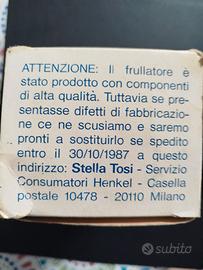 ATTENZIONE: Il frullatore è
stato prodotto con componenti
di alta qualità. Tuttavia se pre-
sentasse difetti di fabbricazio-
ne ce ne scusiamo e saremo
pronti a sostituirlo se spedito
entro il 30/10/1987 a questo
indirizzo: Stella Tosi - Servizio
Consumatori Henkel - Casella
postale 10478 - 20110 Milano
subito